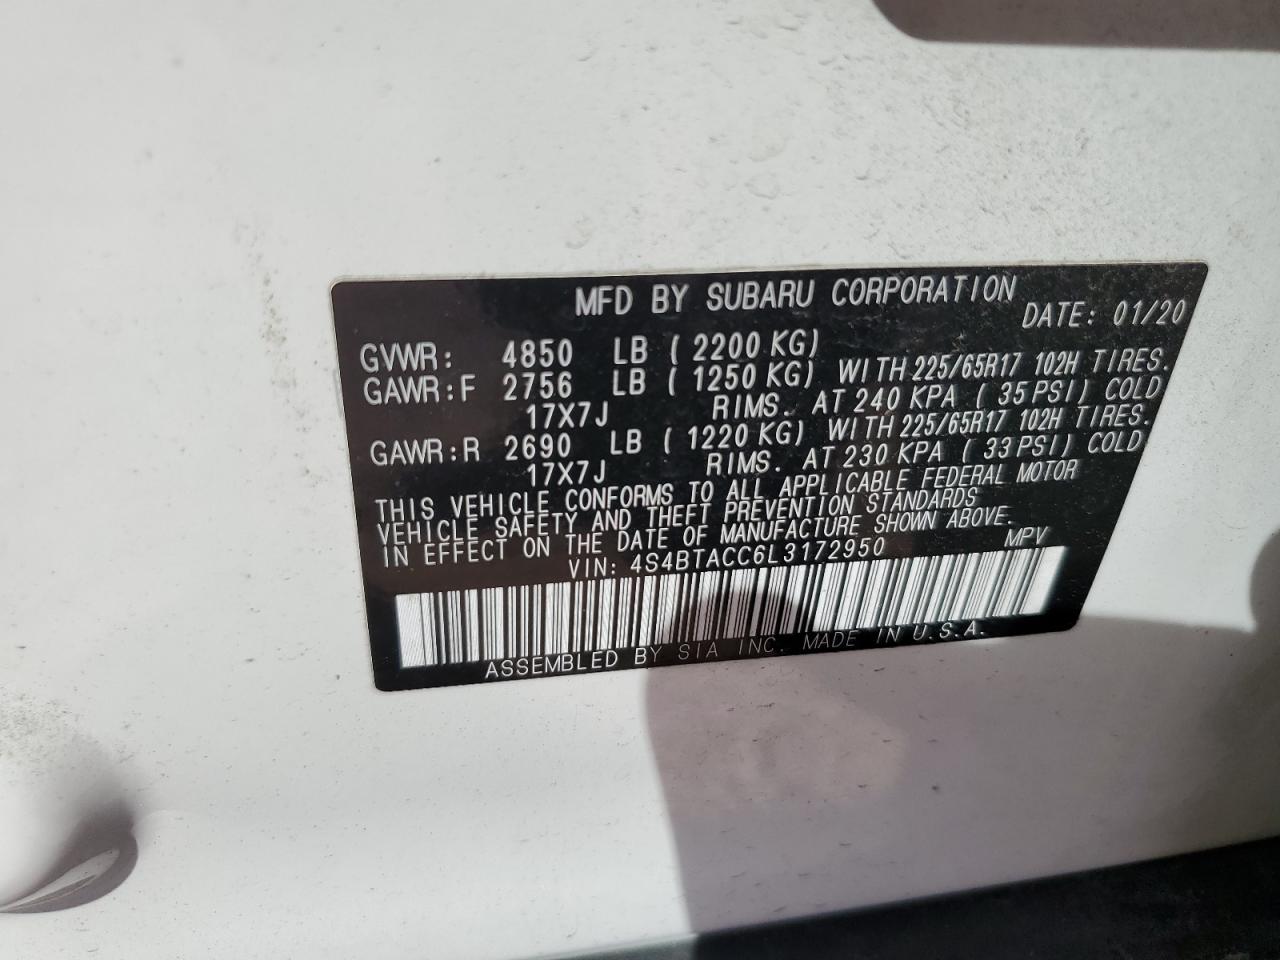 MFD BY SUBARU CORPORATION
DATE: 01/20
GVWR: 4850 LB ( 2200 KG)
GAWR:F 2756 LB ( 1250 KG) WITH 225/65R17 102H TIRES.
17X7J RIMS. AT 240 KPA ( 35 PSI) COLD
GAWR:R 2690 LB ( 1220 KG) WITH 225/65R17 102H TIRES.
17X7J RIMS. AT 230 KPA ( 33 PSI) COLD
THIS VEHICLE CONFORMS TO ALL APPLICABLE FEDERAL MOTOR
VEHICLE SAFETY AND THEFT PREVENTION STANDARDS
IN EFFECT ON THE DATE OF MANUFACTURE SHOWN ABOVE.
VIN: 4S4BTACC6L3172950 MPV
ASSEMBLED BY SIA INC. MADE IN U.S.A.